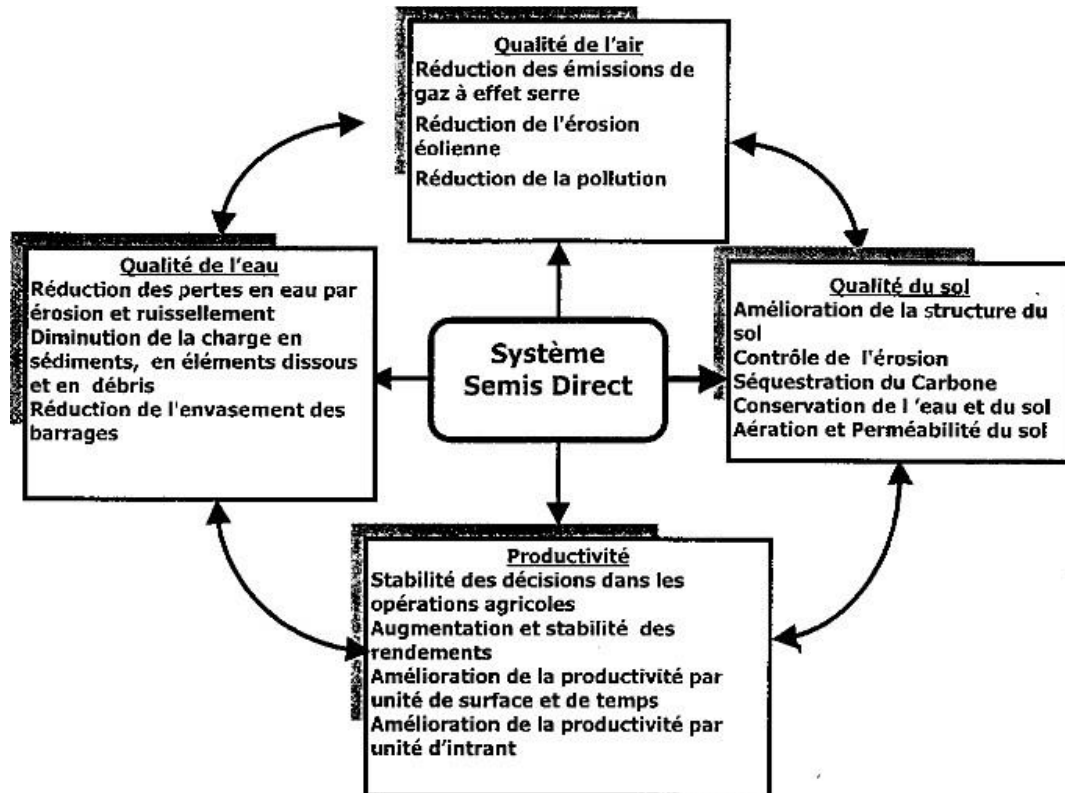 Qualité de l'air
Réduction des émissions de
gaz à effet serre
Réduction de l'érosion
éolienne
Réduction de la pollution
Qualité de l'eau
Réduction des pertes en eau par
érosion et ruissellement
Diminution de la charge en
sédiments, en éléments dissous
et en débris
Réduction de l'envasement des
barrages
Système
Semis Direct
Qualité du sol
Amélioration de la structure du
sol
Contrôle de l'érosion
Séquestration du Carbone
Conservation de l 'eau et du sol
Aération et Perméabilité du sol
Productivité
Stabilité des décisions dans les
opérations agricoles
Augmentation et stabilité des
rendements
Amélioration de la productivité par
unité de surface et de temps
Amélioration de la productivité par
unité d'intrant